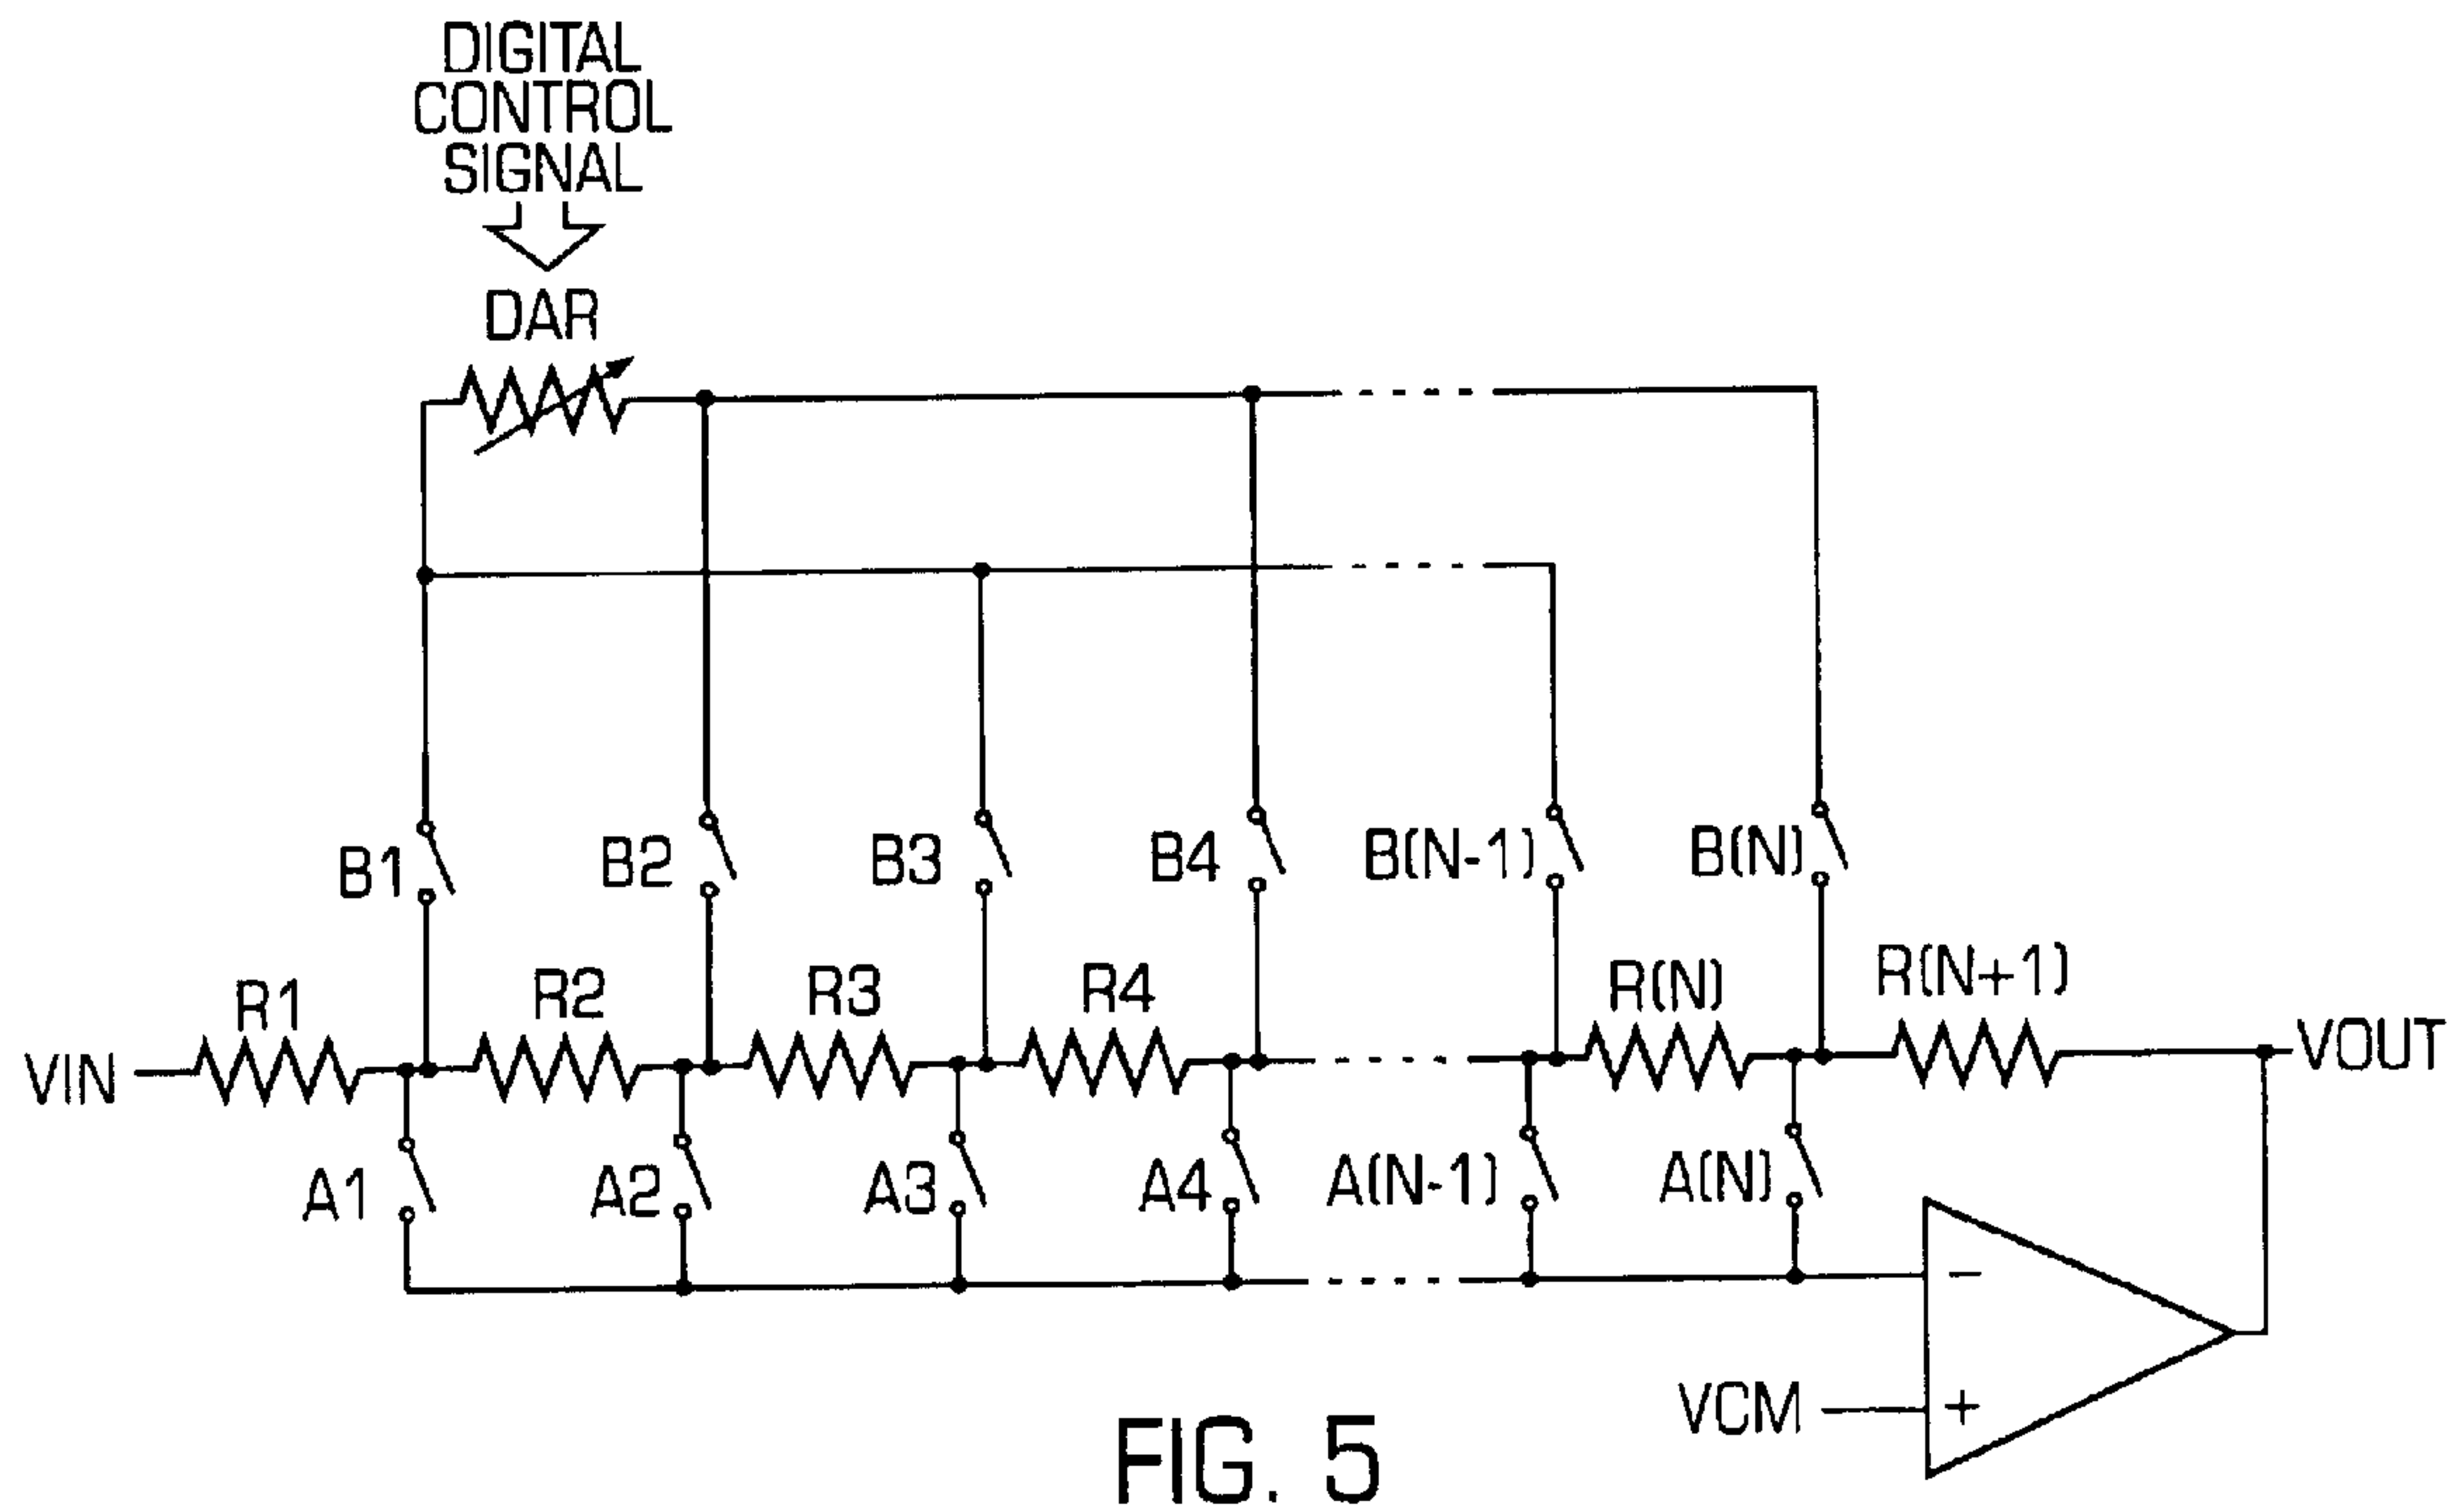 DIGITAL
CONTROL
SIGNAL
DAR
B1
B2
B3
B4
B(N-1)
B(N)
R1
R2
R3
R4
R(N)
R(N+1)
VIN
VOUT
A1
A2
A3
A4
A(N-1)
A(N)
−
VCM
+
FIG. 5